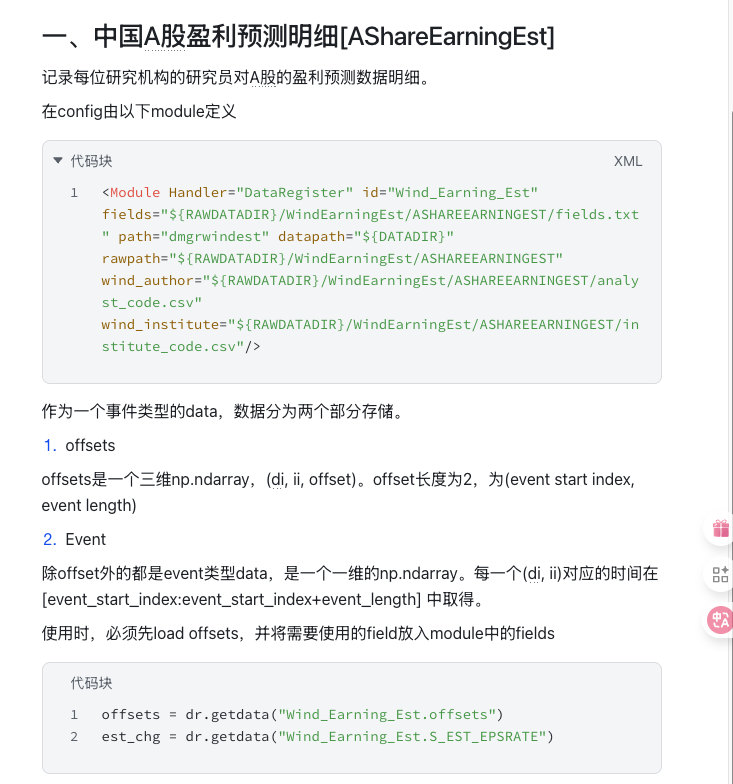 一、中国A股盈利预测明细[AShareEarningEst]
记录每位研究机构的研究员对A股的盈利预测数据明细。
在config由以下module定义
代码块 XML
1 <Module Handler="DataRegister" id="Wind_Earning_Est"
fields="${RAWDATADIR}/WindEarningEst/ASHAREEARNINGEST/fields.txt
" path="dmgrwindest" datapath="${DATADIR}"
rawpath="${RAWDATADIR}/WindEarningEst/ASHAREEARNINGEST"
wind_author="${RAWDATADIR}/WindEarningEst/ASHAREEARNINGEST/analy
st_code.csv"
wind_institute="${RAWDATADIR}/WindEarningEst/ASHAREEARNINGEST/in
stitute_code.csv"/>
作为一个事件类型的data，数据分为两个部分存储。
1. offsets
offsets是一个三维np.ndarray，(di, ii, offset)。offset长度为2，为(event start index,
event length)
2. Event
除offset外的都是event类型data，是一个一维的np.ndarray。每一个(di, ii)对应的时间在
[event_start_index:event_start_index+event_length] 中取得。
使用时，必须先load offsets，并将需要使用的field放入module中的fields
代码块
1 offsets = dr.getdata("Wind_Earning_Est.offsets")
2 est_chg = dr.getdata("Wind_Earning_Est.S_EST_EPSRATE")
中A